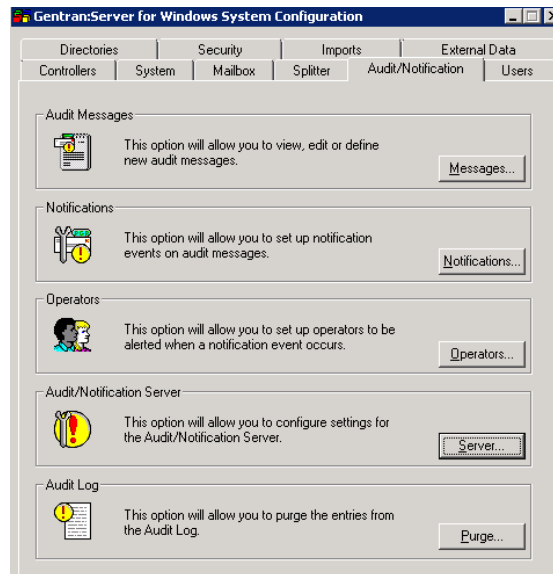 Gentran:Server for Windows System Configuration
Directories Security Imports External Data
Controllers System Mailbox Splitter Audit/Notification Users
Audit Messages
This option will allow you to view, edit or define
new audit messages.
Messages...
Notifications
This option will allow you to set up notification
events on audit messages.
Notifications...
Operators
This option will allow you to set up operators to be
alerted when a notification event occurs.
Operators...
Audit/Notification Server
This option will allow you to configure settings for
the Audit/Notification Server.
Server...
Audit Log
This option will allow you to purge the entries from
the Audit Log.
Purge...